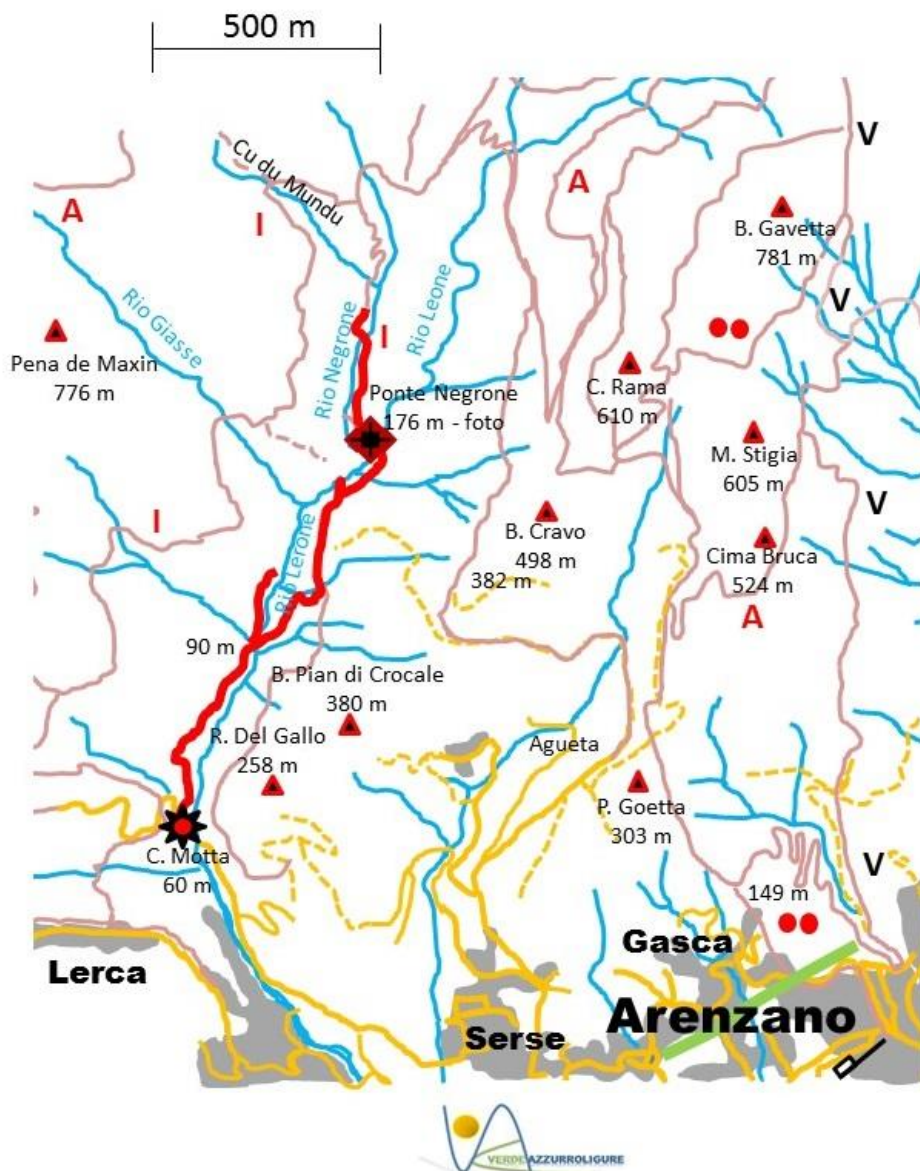 500 m
V
Cu du Mundu
A
A
I
B. Gavetta
781 m
V
Rio Giasse
Rio Negrone
Rio Leone
I
Pena de Maxin
776 m
C. Rama
610 m
Ponte Negrone
176 m - foto
M. Stigia
605 m
V
I
Rio Lerone
B. Cravo
498 m
382 m
Cima Bruca
524 m
A
90 m
B. Pian di Crocale
380 m
R. Del Gallo
258 m
Agueta
P. Goetta
303 m
C. Motta
60 m
V
149 m
Gasca
Lerca
Arenzano
Serse
VERDEAZZURROLIGURE